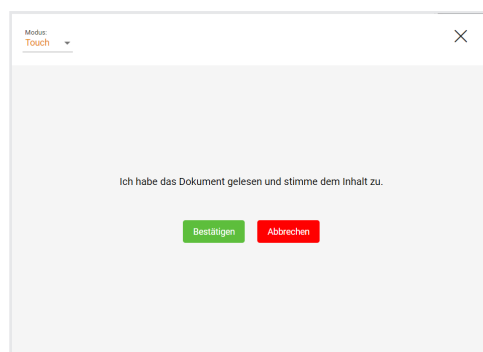 Modus:
Touch
Ich habe das Dokument gelesen und stimme dem Inhalt zu.
Bestätigen
Abbrechen